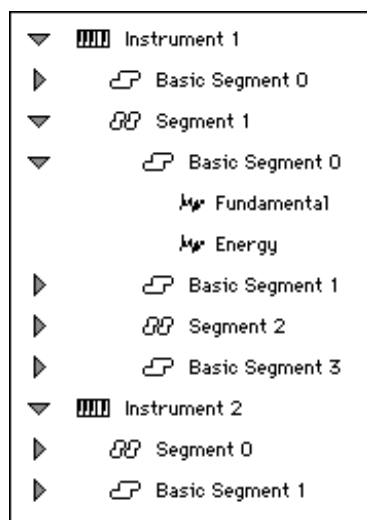 Instrument 1
Basic Segment 0
Segment 1
Basic Segment 0
Fundamental
Energy
Basic Segment 1
Segment 2
Basic Segment 3
Instrument 2
Segment 0
Basic Segment 1